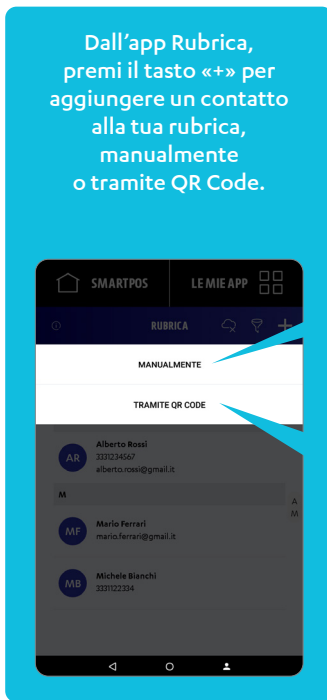 Dall’app Rubrica,
premi il tasto «+» per
aggiungere un contatto
alla tua rubrica,
manualmente
o tramite QR Code.
SMARTPOS
LE MIE APP
RUBRICA
MANUALMENTE
TRAMITE QR CODE
AR
Alberto Rossi
3331234567
alberto.rossi@gmail.it
M
A
M
MF
Mario Ferrari
mario.ferrari@gmail.it
MB
Michele Bianchi
3331122334